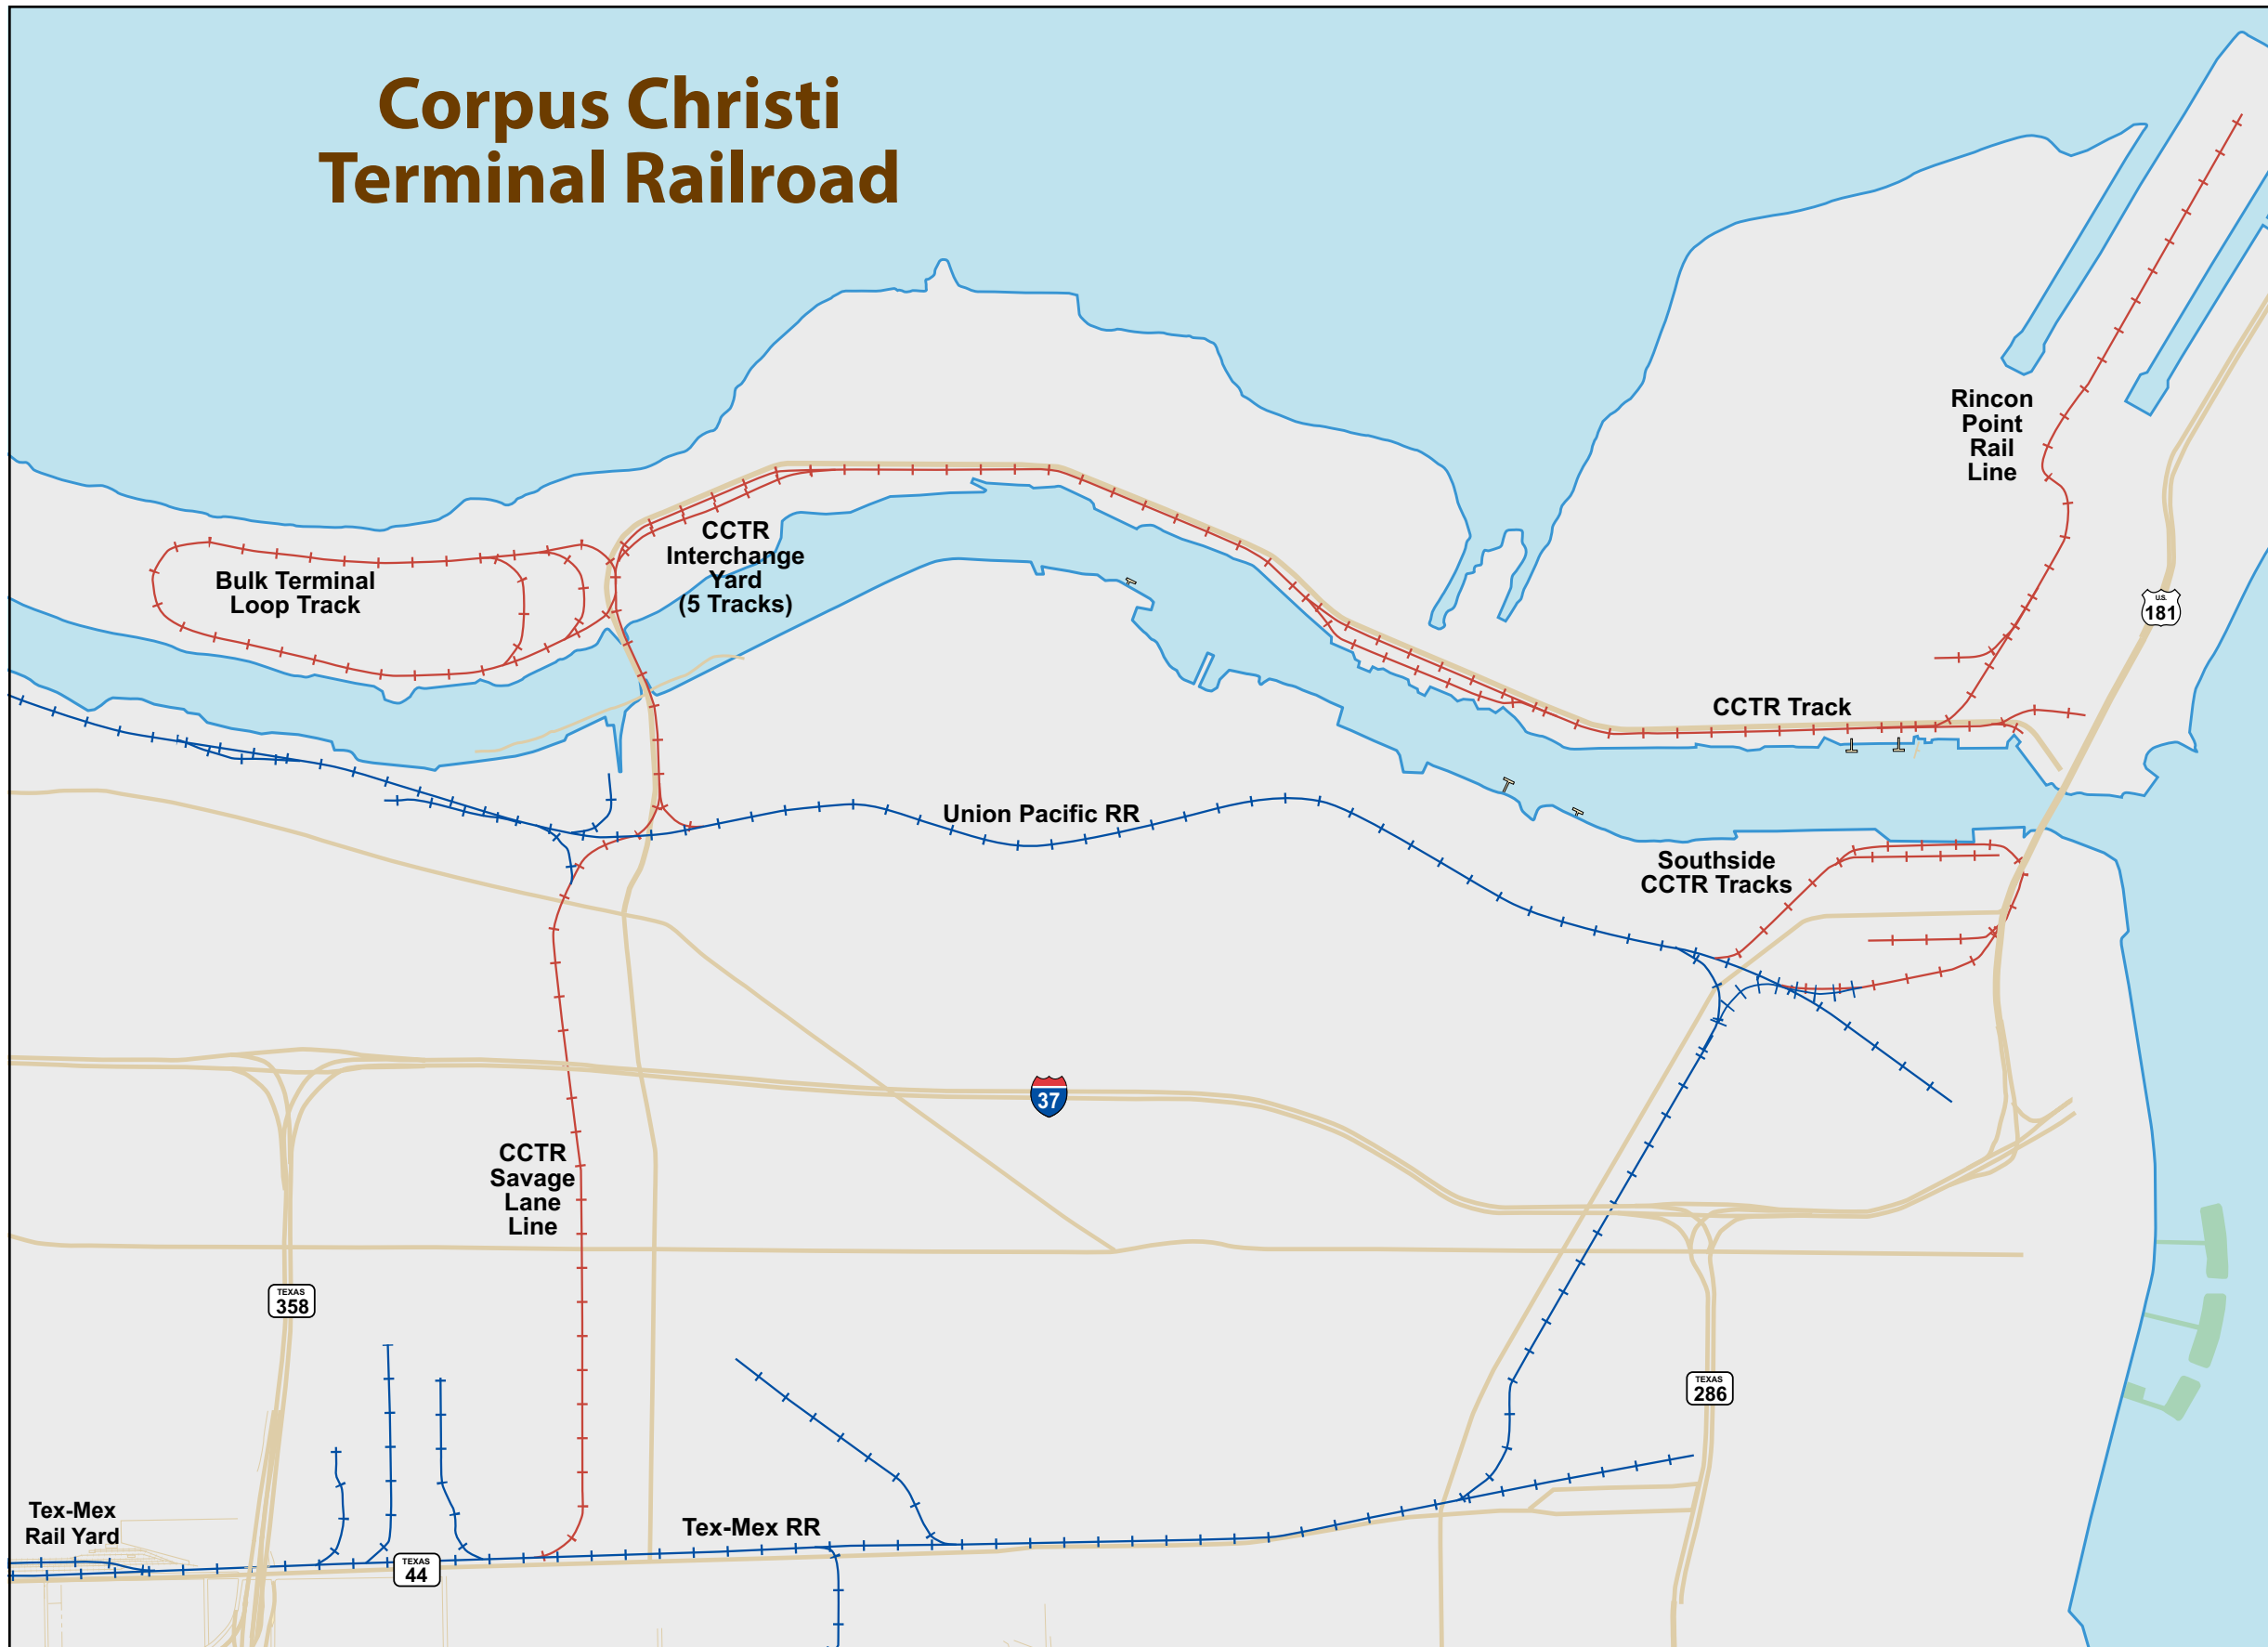 Corpus Christi
Terminal Railroad
Rincon
Point
Rail
Line
CCTR
Interchange
Yard
(5 Tracks)
Bulk Terminal
Loop Track
U.S.
181
CCTR Track
Union Pacific RR
Southside
CCTR Tracks
37
CCTR
Savage
Lane
Line
TEXAS
358
TEXAS
286
Tex-Mex
Rail Yard
Tex-Mex RR
TEXAS
44